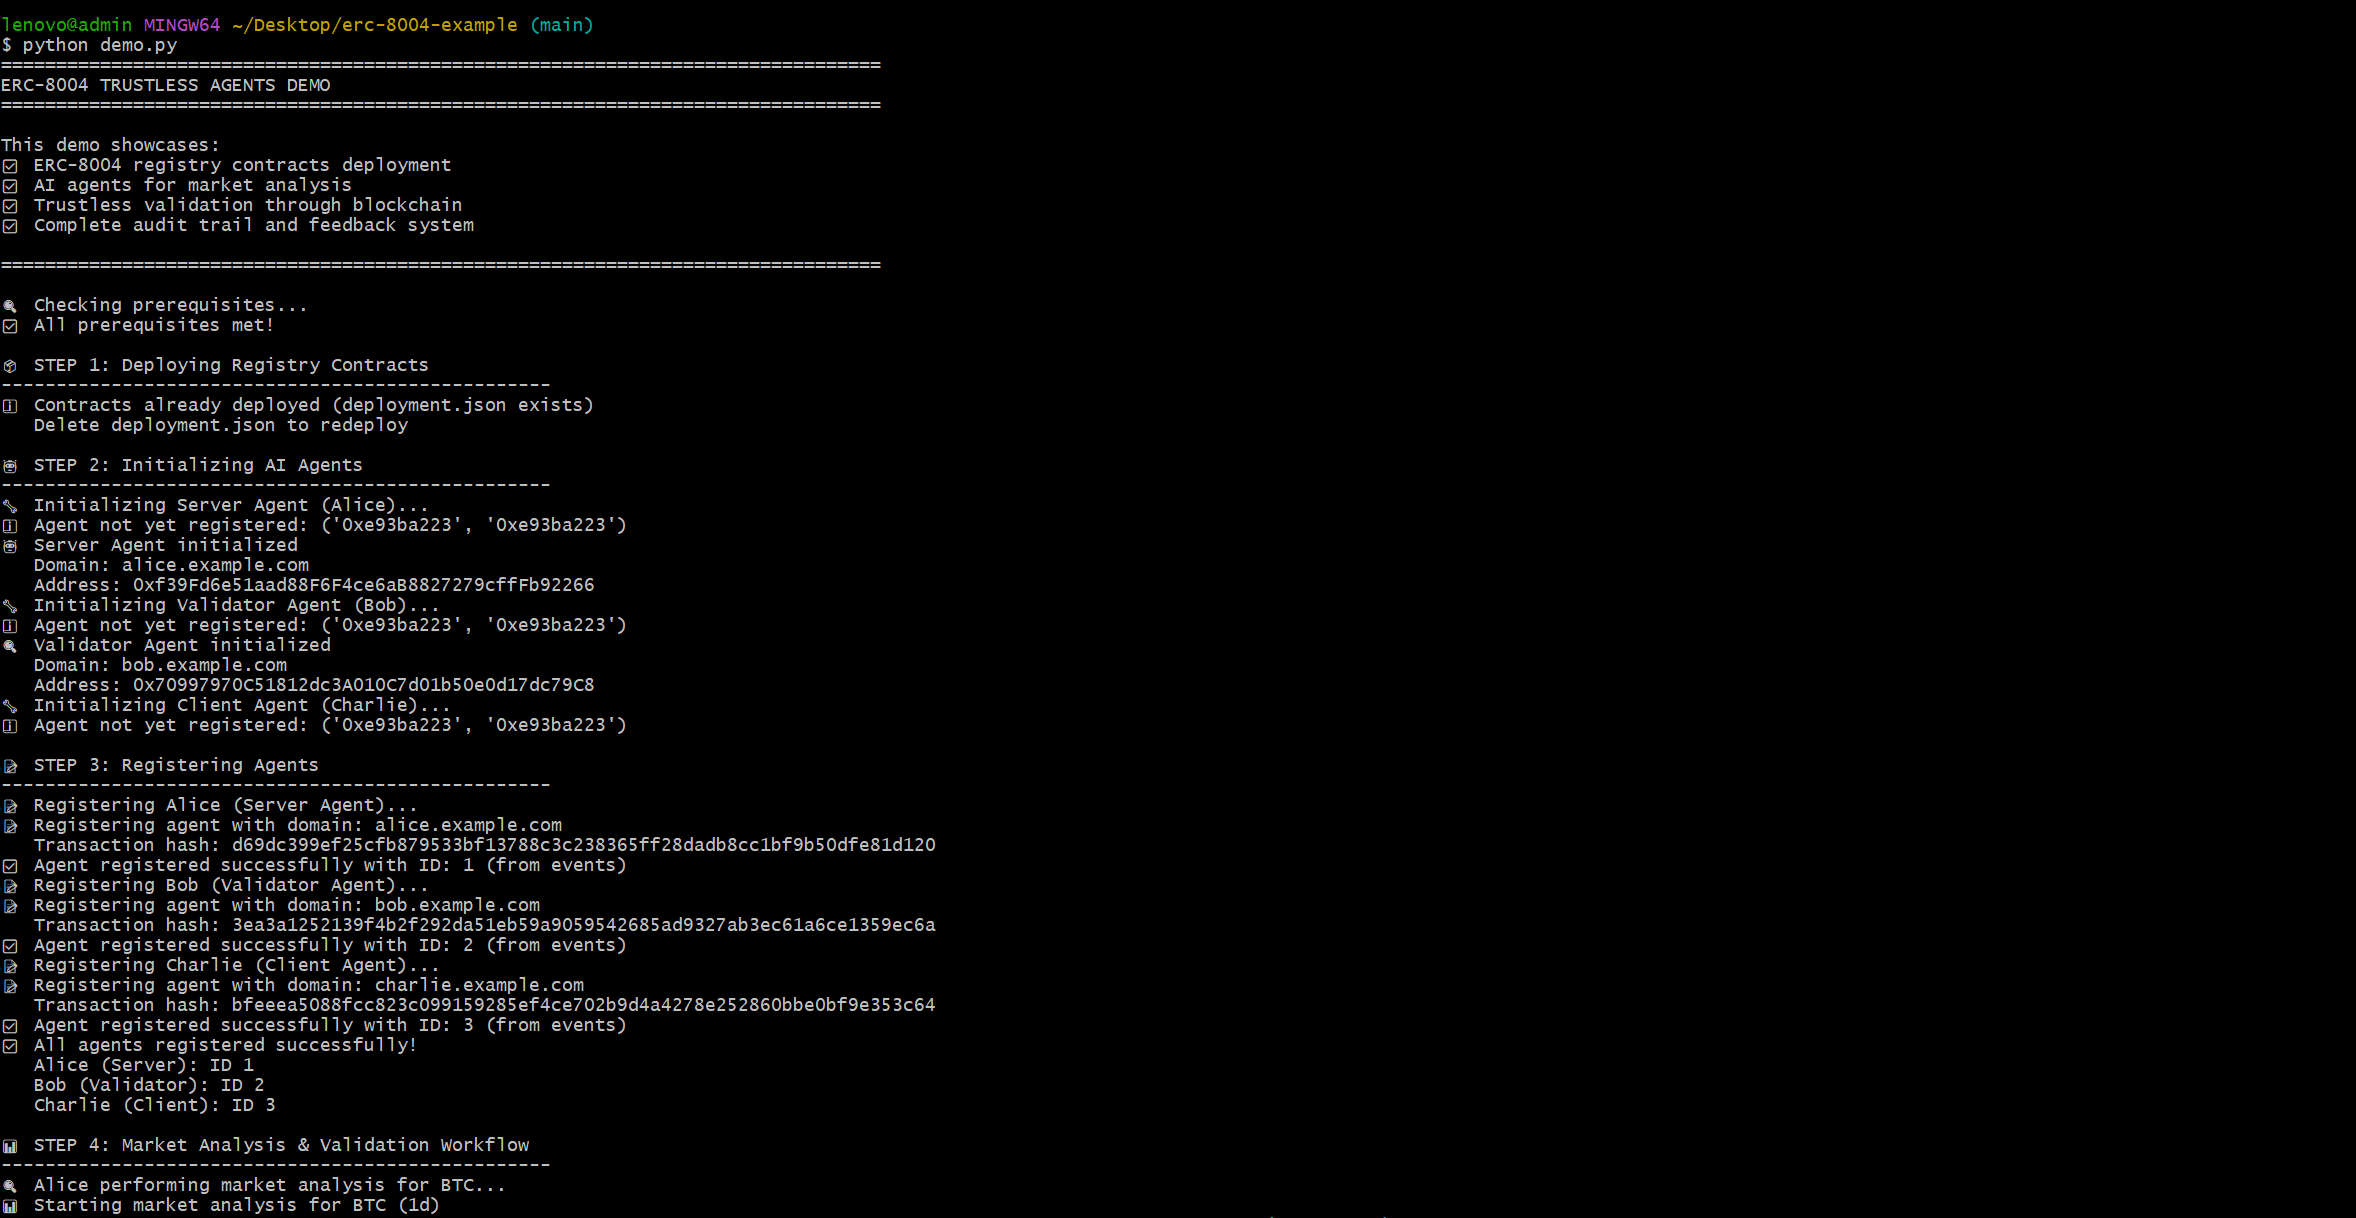 lenovo@admin MINGW64 ~/Desktop/erc-8004-example (main)
$ python demo.py
================================================================================
ERC-8004 TRUSTLESS AGENTS DEMO
================================================================================
This demo showcases:
☑ ERC-8004 registry contracts deployment
☑ AI agents for market analysis
☑ Trustless validation through blockchain
☑ Complete audit trail and feedback system
================================================================================
🔍 Checking prerequisites...
☑ All prerequisites met!
📦 STEP 1: Deploying Registry Contracts
--------------------------------------------------
ℹ Contracts already deployed (deployment.json exists)
Delete deployment.json to redeploy
🤖 STEP 2: Initializing AI Agents
--------------------------------------------------
🔧 Initializing Server Agent (Alice)...
ℹ Agent not yet registered: ('0xe93ba223', '0xe93ba223')
🤖 Server Agent initialized
Domain: alice.example.com
Address: 0xf39Fd6e51aad88F6F4ce6aB8827279cffFb92266
🔧 Initializing Validator Agent (Bob)...
ℹ Agent not yet registered: ('0xe93ba223', '0xe93ba223')
🔍 Validator Agent initialized
Domain: bob.example.com
Address: 0x70997970C51812dc3A010C7d01b50e0d17dc79C8
🔧 Initializing Client Agent (Charlie)...
ℹ Agent not yet registered: ('0xe93ba223', '0xe93ba223')
📝 STEP 3: Registering Agents
--------------------------------------------------
📝 Registering Alice (Server Agent)...
📝 Registering agent with domain: alice.example.com
Transaction hash: d69dc399ef25cfb879533bf13788c3c238365ff28dadb8cc1bf9b50dfe81d120
☑ Agent registered successfully with ID: 1 (from events)
📝 Registering Bob (Validator Agent)...
📝 Registering agent with domain: bob.example.com
Transaction hash: 3ea3a1252139f4b2f292da51eb59a9059542685ad9327ab3ec61a6ce1359ec6a
☑ Agent registered successfully with ID: 2 (from events)
📝 Registering Charlie (Client Agent)...
📝 Registering agent with domain: charlie.example.com
Transaction hash: bfeeea5088fcc823c099159285ef4ce702b9d4a4278e252860bbe0bf9e353c64
☑ Agent registered successfully with ID: 3 (from events)
☑ All agents registered successfully!
Alice (Server): ID 1
Bob (Validator): ID 2
Charlie (Client): ID 3
📊 STEP 4: Market Analysis & Validation Workflow
--------------------------------------------------
🔍 Alice performing market analysis for BTC...
📊 Starting market analysis for BTC (1d)